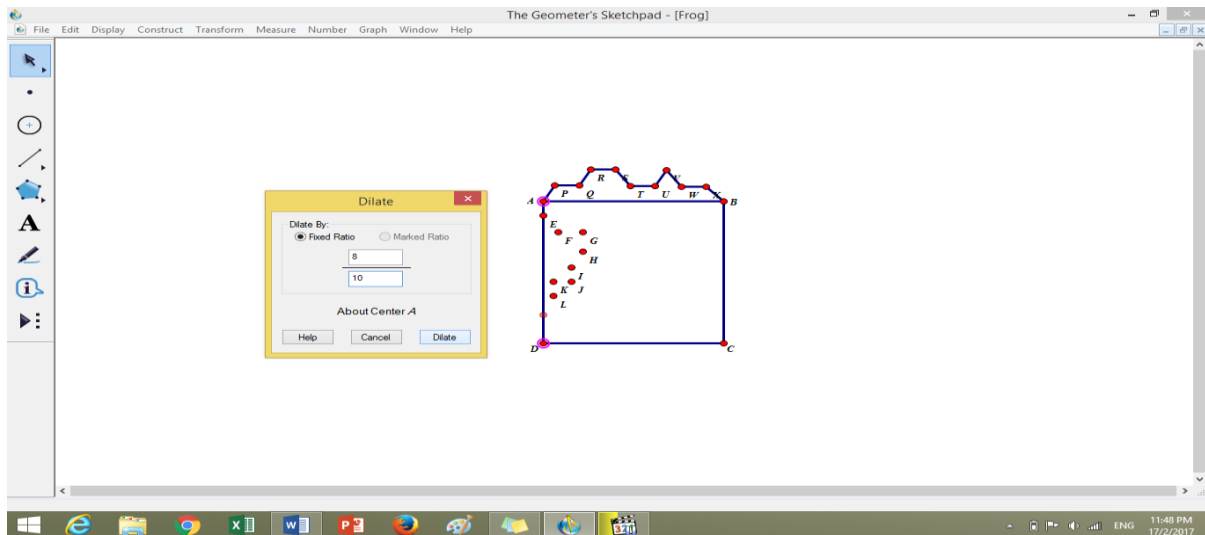 The Geometer's Sketchpad - [Frog]
File Edit Display Construct Transform Measure Number Graph Window Help
A
Dilate
Dilate By:
Fixed Ratio Marked Ratio
8
10
About Center A
Help Cancel Dilate
R S V
P Q T U W X
A B
E
F G
H
I
K J
L
D C
ENG 11:48 PM
17/2/2017